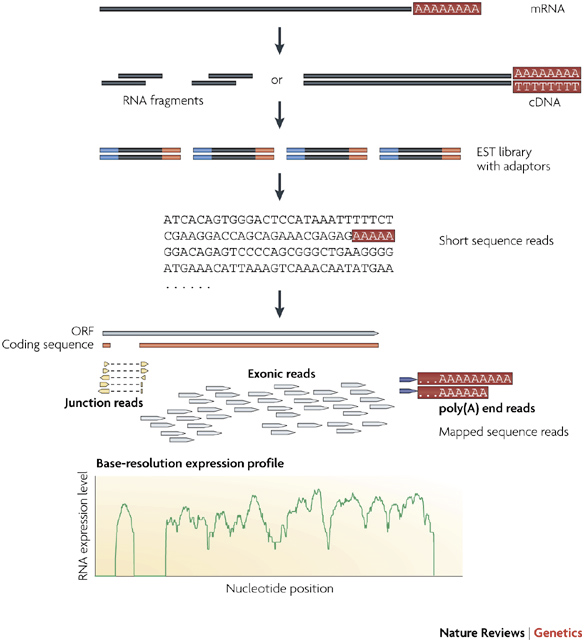 AAAAAAAA mRNA
RNA fragments
or
AAAAAAAA
TTTTTTTT
cDNA
EST library
with adaptors
ATCACAGTGGGACTCCATAAATTTTTCT
CGAAGGACCAGCAGAAACGAGAGAAAAA
GGACAGAGTCCCCAGCGGGCTGAAGGGG
ATGAAACATTAAAGTCAAACAATATGAA
......
Short sequence reads
ORF
Coding sequence
Junction reads
Exonic reads
...AAAAAAAAA
...AAAAAA
poly(A) end reads
Mapped sequence reads
Base-resolution expression profile
RNA expression level
Nucleotide position
Nature Reviews | Genetics